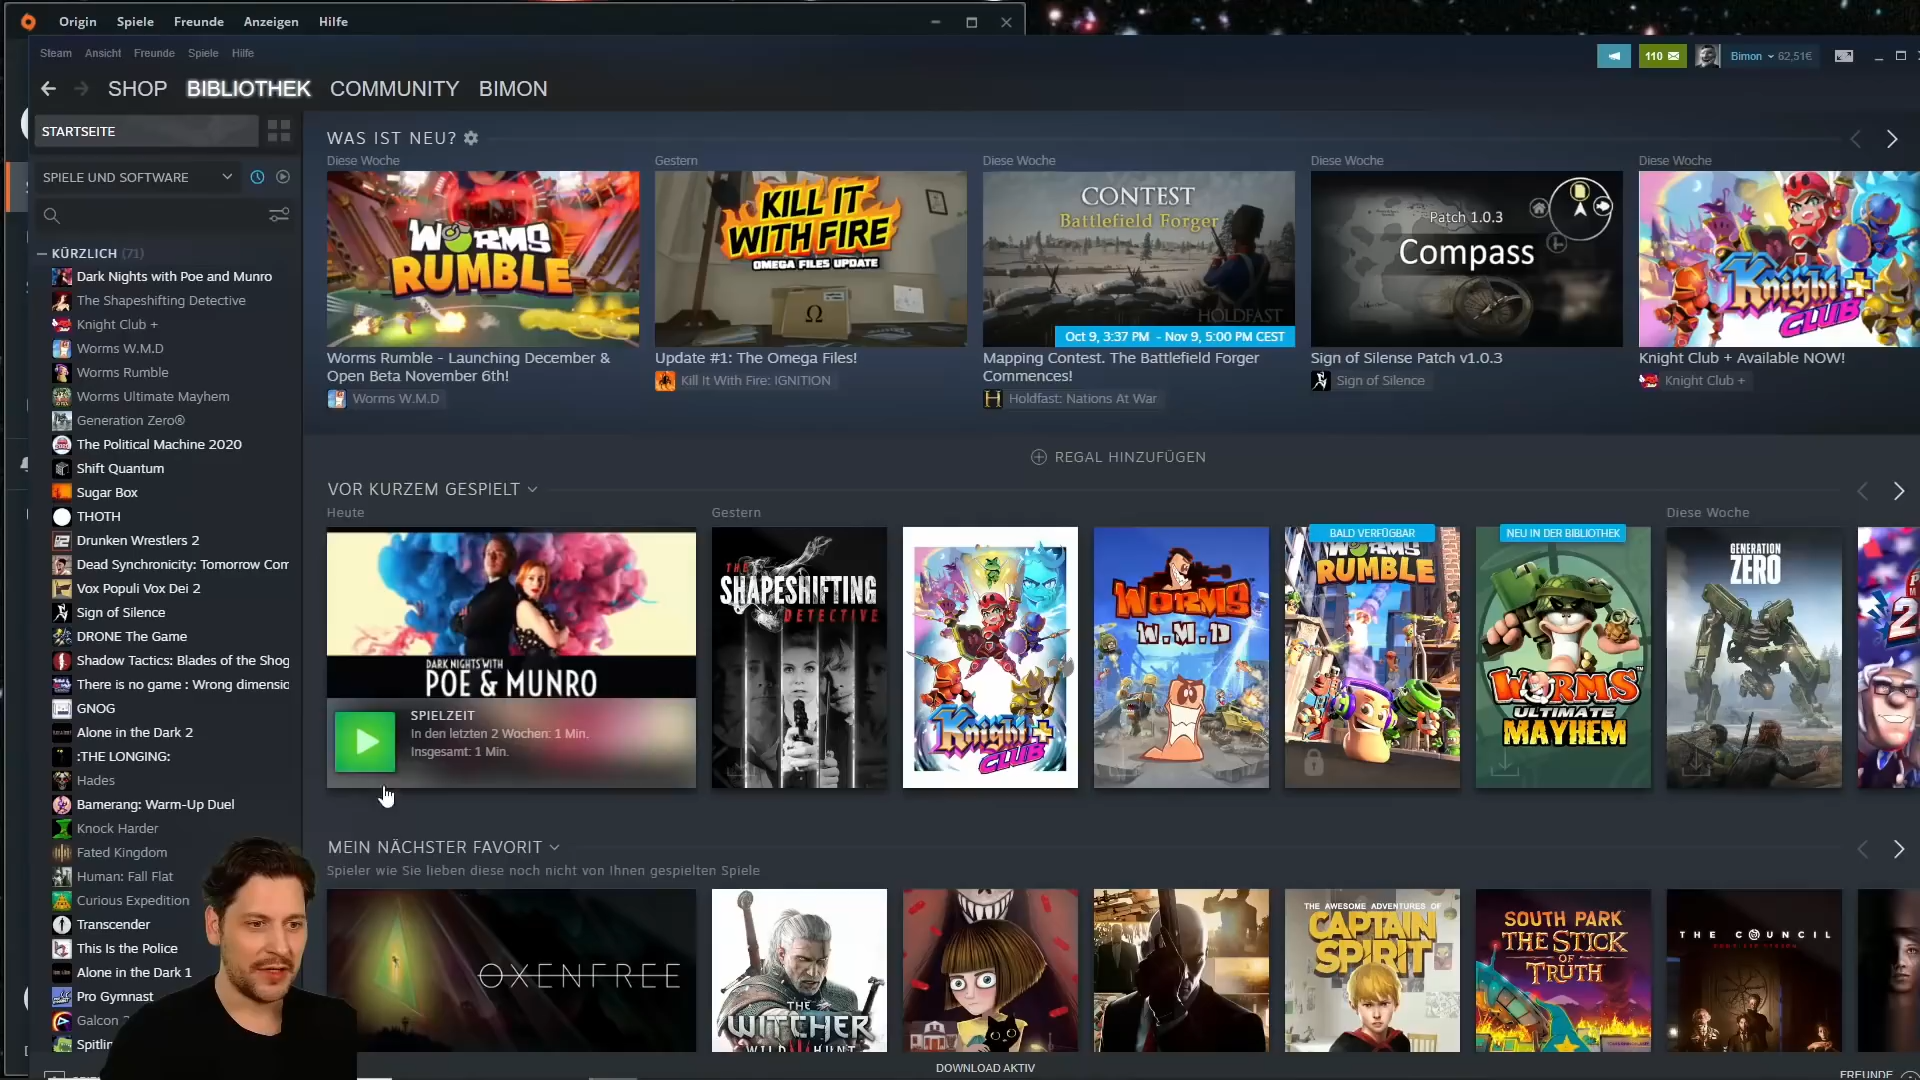 Origin Spiele Freunde Anzeigen Hilfe
Steam Ansicht Freunde Spiele Hilfe
110 Bimon 62,51€
SHOP BIBLIOTHEK COMMUNITY BIMON
STARTSEITE
SPIELE UND SOFTWARE
KÜRZLICH (71)
Dark Nights with Poe and Munro
The Shapeshifting Detective
Knight Club +
Worms W.M.D
Worms Rumble
Worms Ultimate Mayhem
Generation Zero®
The Political Machine 2020
Shift Quantum
Sugar Box
THOTH
Drunken Wrestlers 2
Dead Synchronicity: Tomorrow Com
Vox Populi Vox Dei 2
Sign of Silence
DRONE The Game
Shadow Tactics: Blades of the Shog
There is no game : Wrong dimensio
GNOG
Alone in the Dark 2
:THE LONGING:
Hades
Bamerang: Warm-Up Duel
Knock Harder
Fated Kingdom
Human: Fall Flat
Curious Expedition
Transcender
This Is the Police
Alone in the Dark 1
Pro Gymnast
Galcon
Spitlin
WAS IST NEU?
Diese Woche
WORMS
RUMBLE
Worms Rumble - Launching December &
Open Beta November 6th!
Worms W.M.D
Gestern
KILL IT
WITH FIRE
OMEGA FILES UPDATE
Ω
Update #1: The Omega Files!
Kill It With Fire: IGNITION
Diese Woche
CONTEST
Battlefield Forger
HOLDFAST
Oct 9, 3:37 PM - Nov 9, 5:00 PM CEST
Mapping Contest. The Battlefield Forger
Commences!
Holdfast: Nations At War
Diese Woche
Patch 1.0.3
Compass
Sign of Silense Patch v1.0.3
Sign of Silence
Diese Woche
Knight +
CLUB
Knight Club + Available NOW!
Knight Club +
REGAL HINZUFÜGEN
VOR KURZEM GESPIELT
Heute
DARK NIGHTS WITH
POE & MUNRO
SPIELZEIT
In den letzten 2 Wochen: 1 Min.
Insgesamt: 1 Min.
Gestern
THE
SHAPESHIFTING
DETECTIVE
Knight +
CLUB
WORMS
W.M.D
BALD VERFÜGBAR
WORMS
RUMBLE
NEU IN DER BIBLIOTHEK
WORMS
ULTIMATE
MAYHEM
Diese Woche
GENERATION
ZERO
MEIN NÄCHSTER FAVORIT
Spieler wie Sie lieben diese noch nicht von Ihnen gespielten Spiele
OXENFREE
THE
WITCHER
WILD HUNT
THE AWESOME ADVENTURES OF
CAPTAIN
SPIRIT
SOUTH PARK
THE STICK
OF
TRUTH
THE COUNCIL
DOWNLOAD AKTIV
FREUNDE